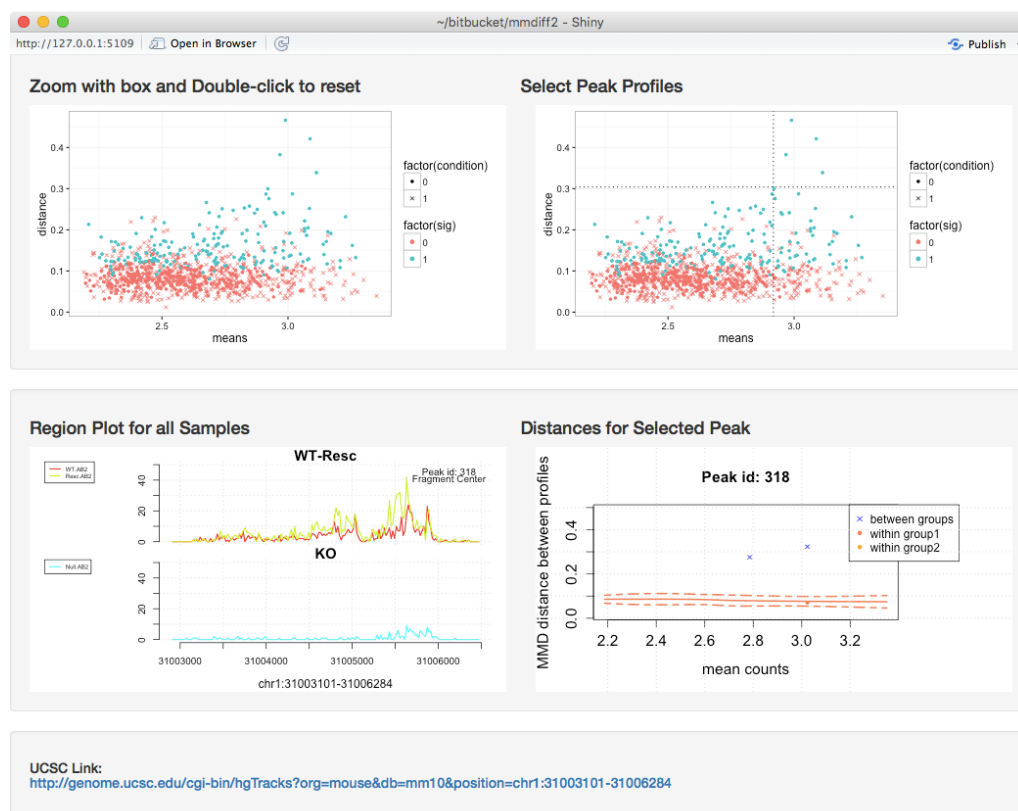 ~/bitbucket/mmdiff2 - Shiny
http://127.0.0.1:5109 Open in Browser Publish
Zoom with box and Double-click to reset
0.4
0.3
0.2
0.1
0.0
distance
2.5 3.0
means
factor(condition)
0
1
factor(sig)
0
1
Select Peak Profiles
0.4
0.3
0.2
0.1
0.0
distance
2.5 3.0
means
factor(condition)
0
1
factor(sig)
0
1
Region Plot for all Samples
WT-Resc
WT.AB2
Resc.AB2
Peak id: 318
Fragment Center
40
20
0
KO
Null.AB2
40
20
0
31003000 31004000 31005000 31006000
chr1:31003101-31006284
Distances for Selected Peak
Peak id: 318
MMD distance between profiles
0.4
0.2
0.0
between groups
within group1
within group2
2.2 2.4 2.6 2.8 3.0 3.2
mean counts
UCSC Link:
http://genome.ucsc.edu/cgi-bin/hgTracks?org=mouse&db=mm10&position=chr1:31003101-31006284